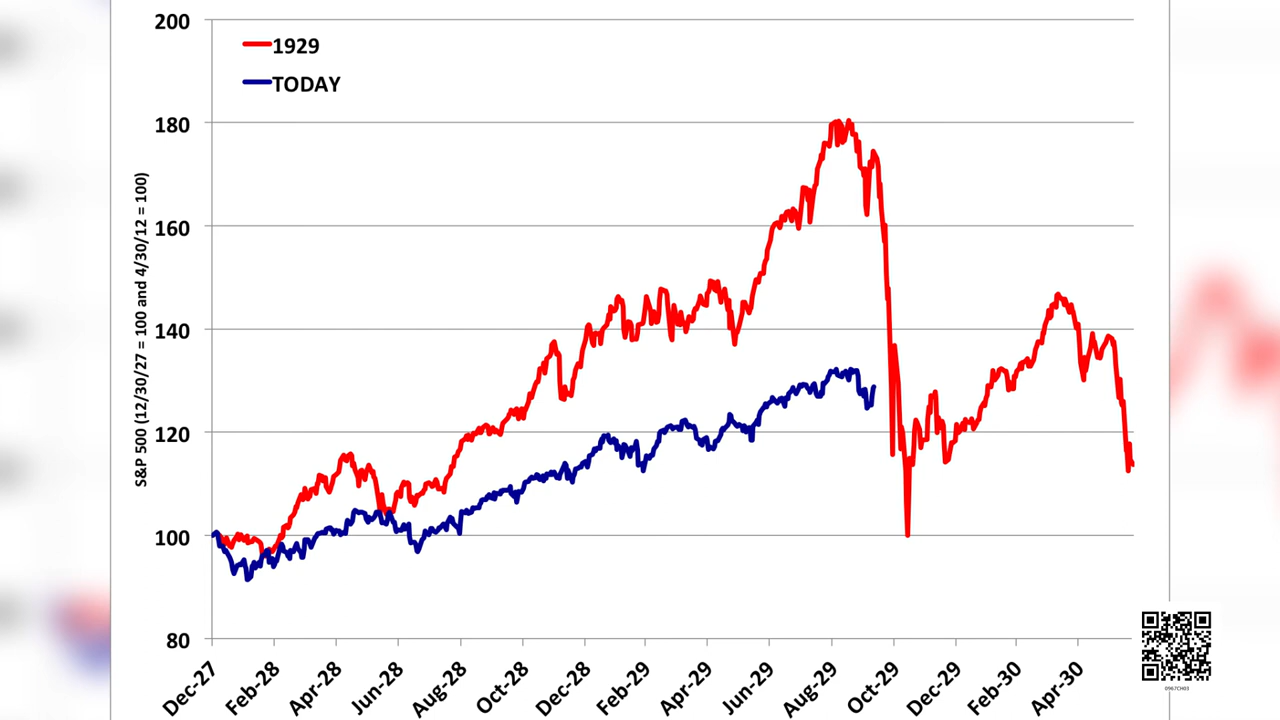 200
1929
TODAY
180
160
140
120
100
80
S&P 500 (12/30/27 = 100 and 4/30/12 = 100)
Dec-27
Feb-28
Apr-28
Jun-28
Aug-28
Oct-28
Dec-28
Feb-29
Apr-29
Jun-29
Aug-29
Oct-29
Dec-29
Feb-30
Apr-30
0967CH03